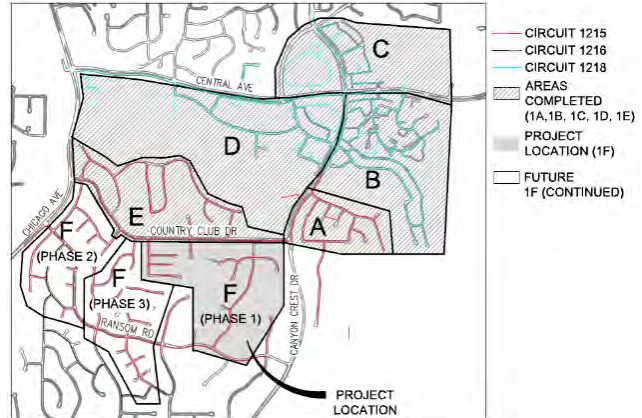 C
CENTRAL AVE
D
B
CHICAGO AVE
E
A
COUNTRY CLUB DR
F
(PHASE 2)
F
(PHASE 3)
F
(PHASE 1)
RANSOM RD
CANYON CREST DR
PROJECT
LOCATION
CIRCUIT 1215
CIRCUIT 1216
CIRCUIT 1218
AREAS
COMPLETED
(1A,1B, 1C, 1D, 1E)
PROJECT
LOCATION (1F)
FUTURE
1F (CONTINUED)